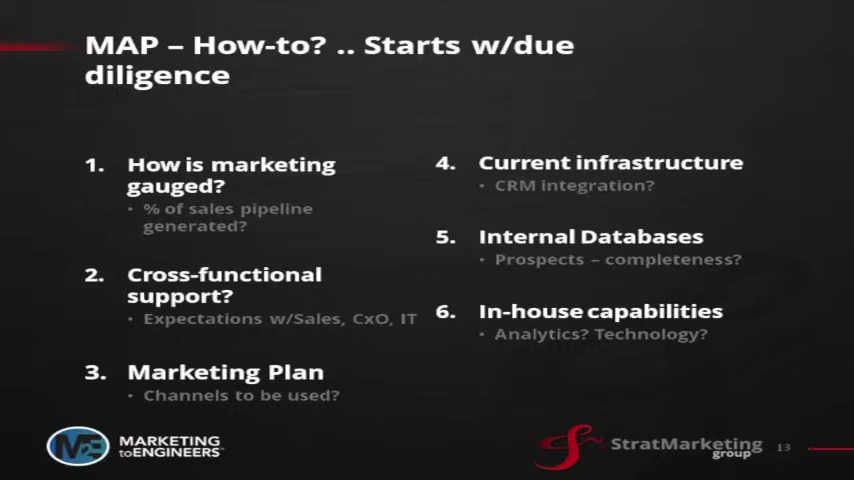 MAP – How-to? .. Starts w/due
diligence
1. How is marketing
gauged?
• % of sales pipeline
generated?
2. Cross-functional
support?
• Expectations w/Sales, CxO, IT
3. Marketing Plan
• Channels to be used?
4. Current infrastructure
• CRM integration?
5. Internal Databases
• Prospects – completeness?
6. In-house capabilities
• Analytics? Technology?
M2E
MARKETING
toENGINEERS
StratMarketing
group
13